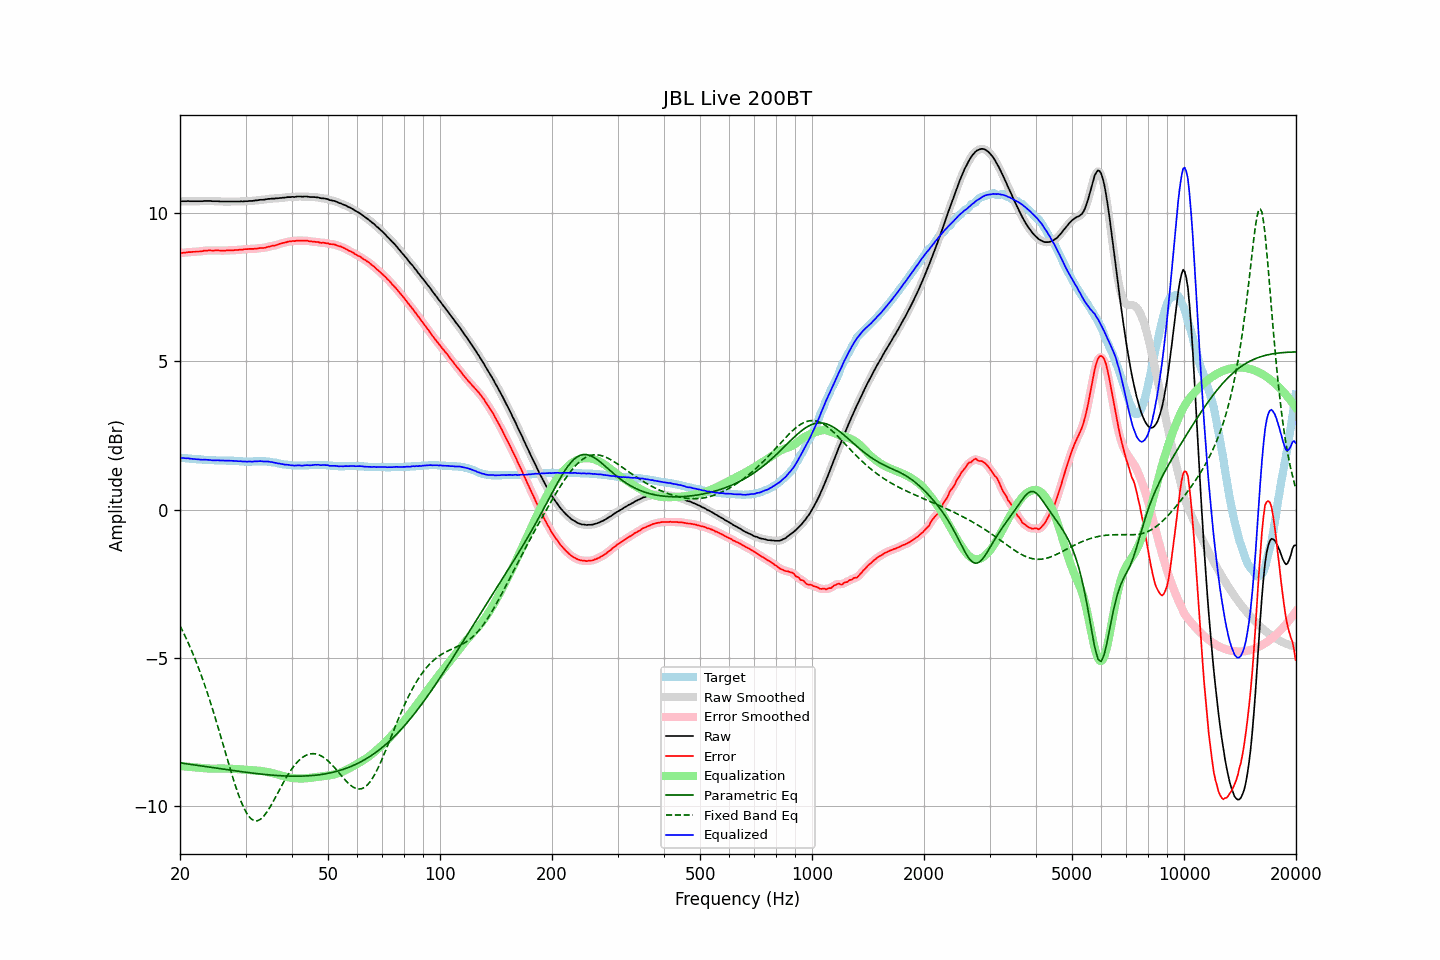 JBL Live 200BT
Amplitude (dBr)
10
5
0
−5
−10
Target
Raw Smoothed
Error Smoothed
Raw
Error
Equalization
Parametric Eq
Fixed Band Eq
Equalized
20 50 100 200 500 1000 2000 5000 10000 20000
Frequency (Hz)